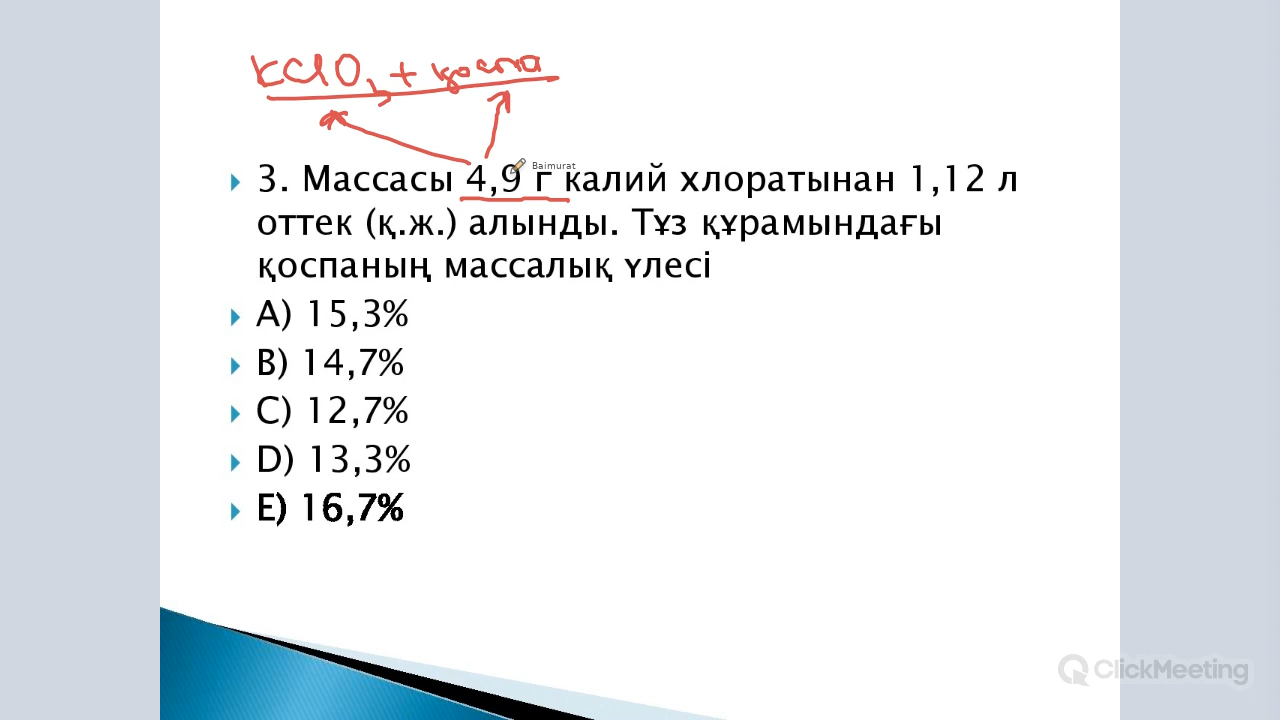 KClO3 + қоспа
Baimurat
3. Массасы 4,9 г калий хлоратынан 1,12 л
оттек (қ.ж.) алынды. Тұз құрамындағы
қоспаның массалық үлесі
A) 15,3%
B) 14,7%
C) 12,7%
D) 13,3%
E) 16,7%
ClickMeeting